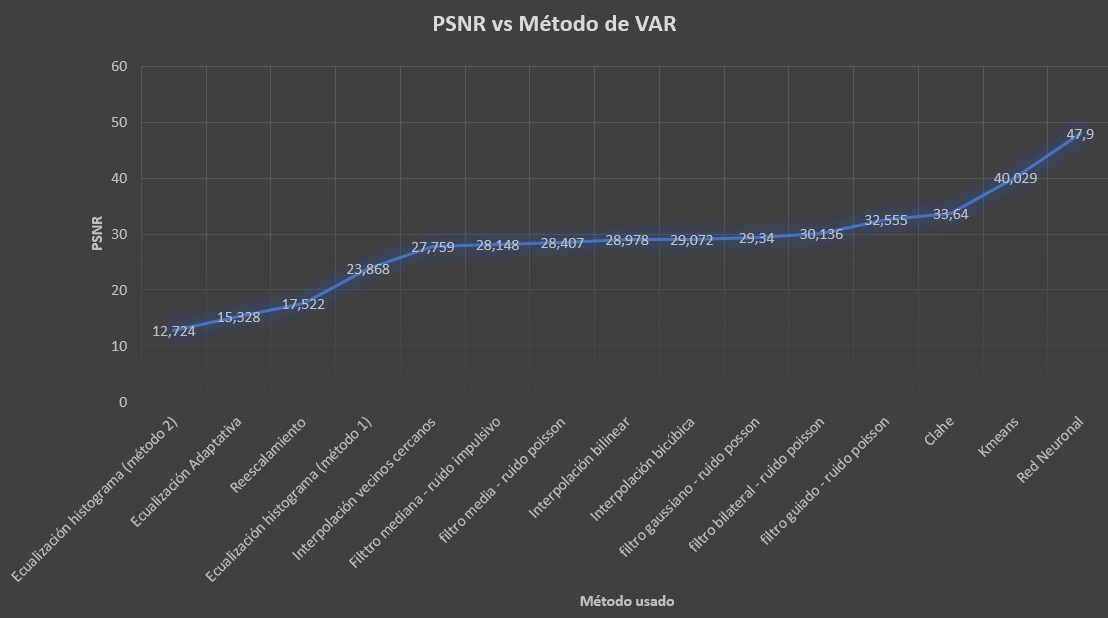 PSNR vs Método de VAR
60
50
40
30
20
10
0
PSNR
12,724
15,328
17,522
23,868
27,759
28,148
28,407
28,978
29,072
29,34
30,136
32,555
33,64
40,029
47,9
Ecualización histograma (método 2)
Ecualización Adaptativa
Reescalamiento
Ecualización histograma (método 1)
Interpolación vecinos cercanos
Filttro mediana - ruido impulsivo
filtro media - ruido poisson
Interpolación bilinear
Interpolación bicúbica
filtro gaussiano - ruido posson
filtro bilateral - ruido poisson
filtro guiado - ruido poisson
Clahe
Kmeans
Red Neuronal
Método usado